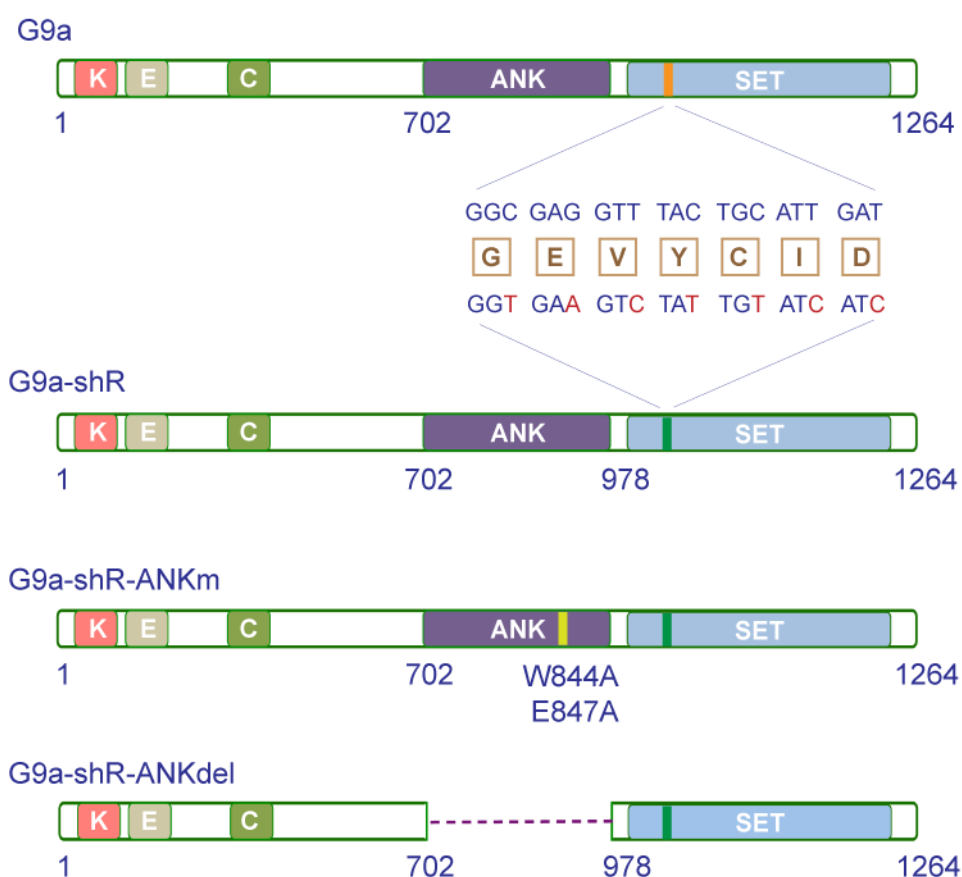 G9a
K E C ANK SET
1 702 1264
GGC GAG GTT TAC TGC ATT GAT
G E V Y C I D
GGT GAA GTC TAT TGT ATC ATC
G9a-shR
K E C ANK SET
1 702 978 1264
G9a-shR-ANKm
K E C ANK SET
1 702 W844A 1264
E847A
G9a-shR-ANKdel
K E C SET
1 702 978 1264